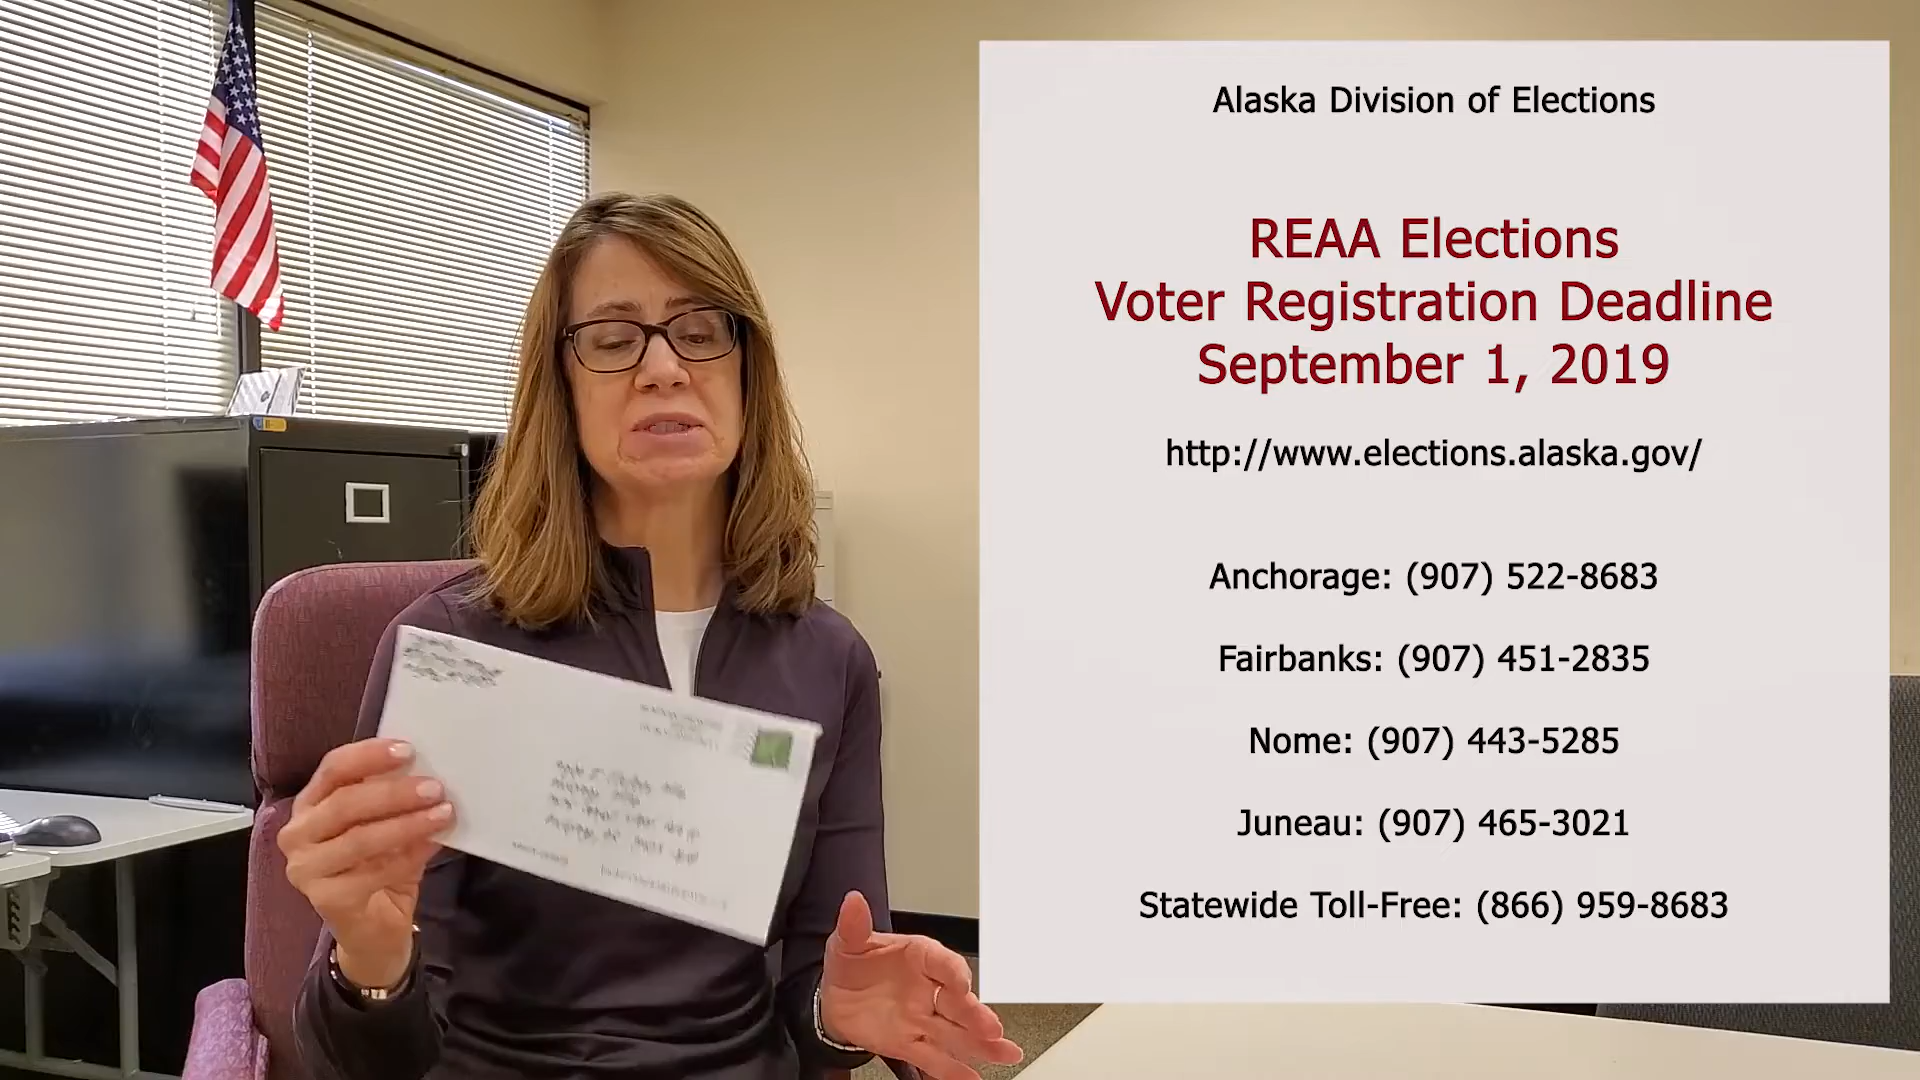 Alaska Division of Elections
REAA Elections
Voter Registration Deadline
September 1, 2019
http://www.elections.alaska.gov/
Anchorage: (907) 522-8683
Fairbanks: (907) 451-2835
Nome: (907) 443-5285
Juneau: (907) 465-3021
Statewide Toll-Free: (866) 959-8683